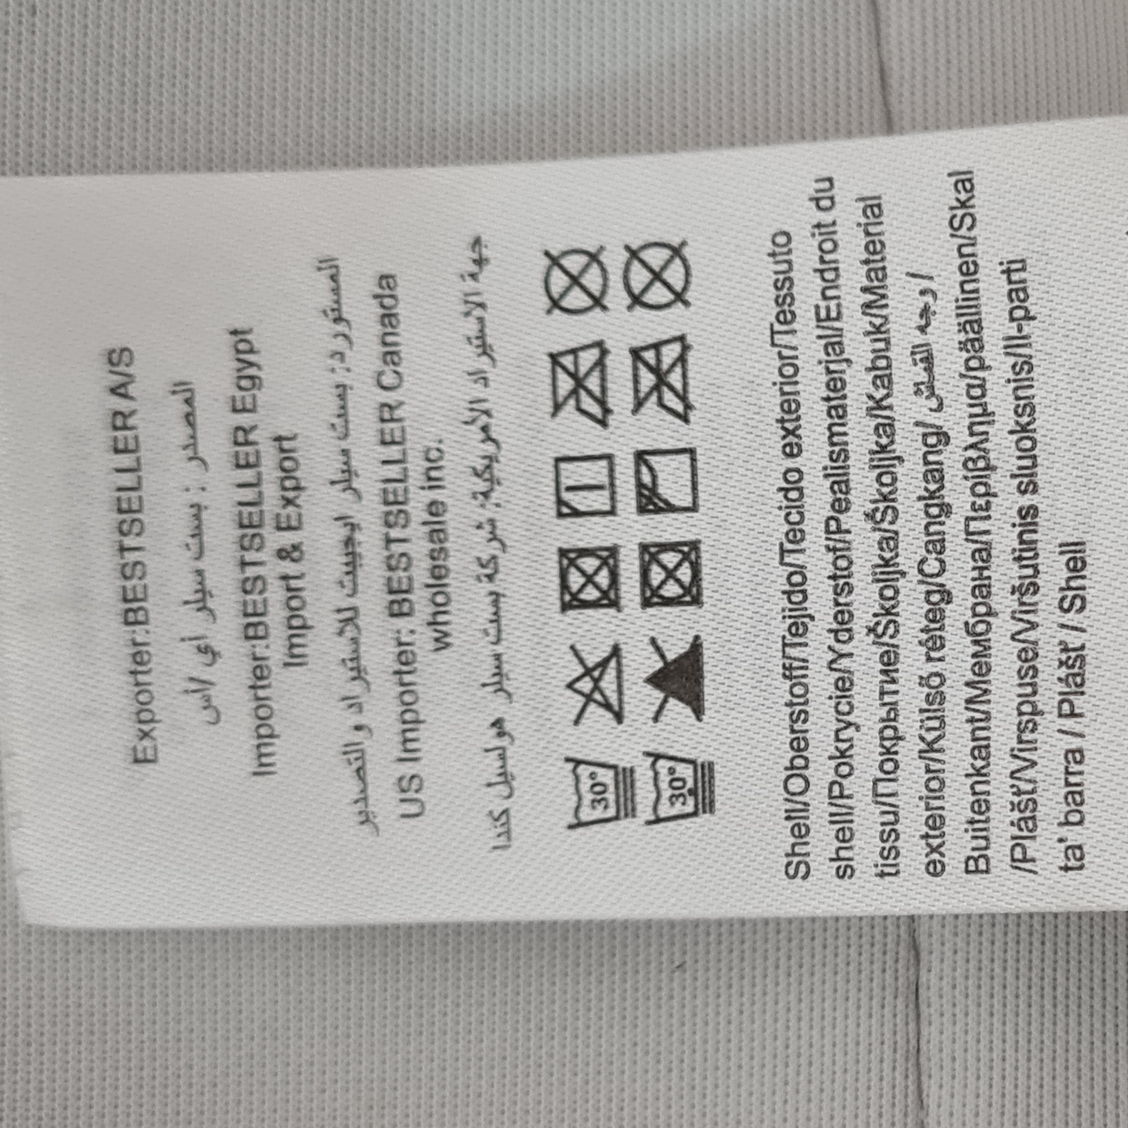 Exporter:BESTSELLER A/S
المصدر : بست سيلر أي /أس
Importer:BESTSELLER Egypt
Import & Export
المستورد: بست سيلر ايجيبت للاستيراد و التصدير
US Importer: BESTSELLER Canada
wholesale inc.
جهة الاستيراد الأمريكية: شركة بست سيلر هولسيل كندا
30°
30°
Shell/Oberstoff/Tejido/Tecido exterior/Tessuto
shell/Pokrycie/Yderstof/Pealismaterjal/Endroit du
tissu/Покрытие/Školjka/Školjka/Kabuk/Material
exterior/Külső réteg/Cangkang/ وجه القماش /
Buitenkant/Мембрана/Περίβλημα/päällinen/Skal
/Plášť/Virspuse/Viršutinis sluoksnis/Il-parti
ta' barra / Plášť / Shell